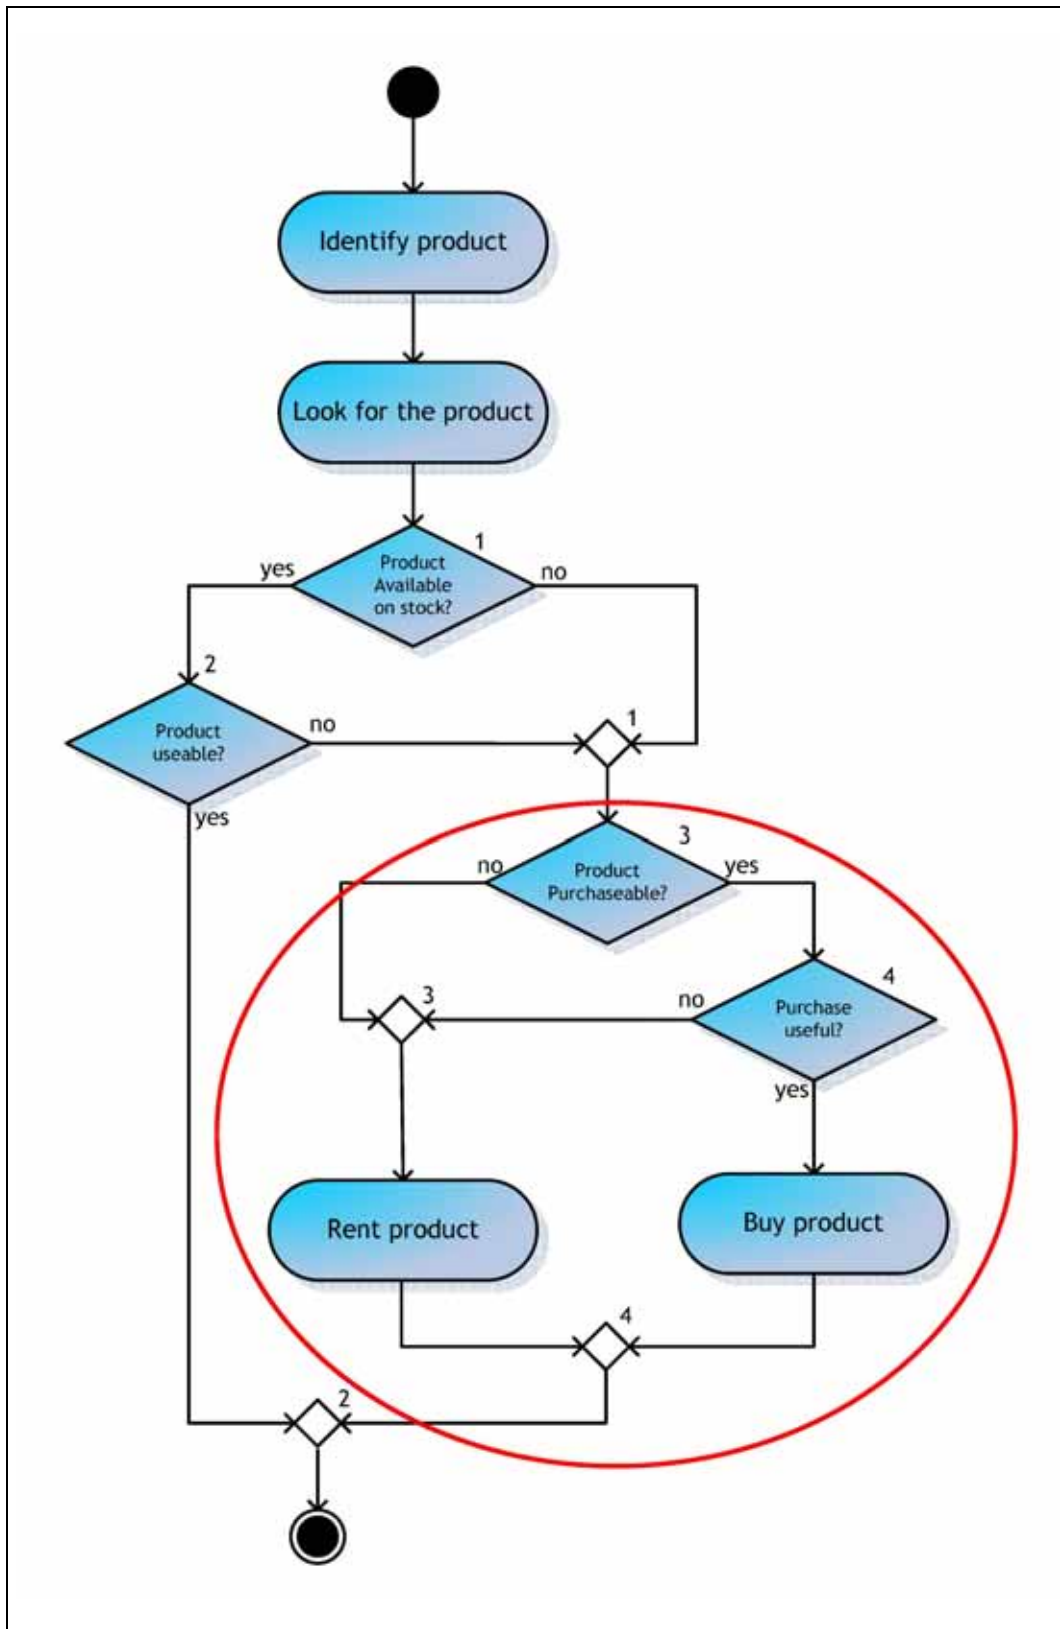 Identify product
Look for the product
1
yes
Product
Available
on stock?
no
2
Product
useable?
no
yes
1
3
no
Product
Purchaseable?
yes
3
no
4
Purchase
useful?
yes
Rent product
Buy product
4
2